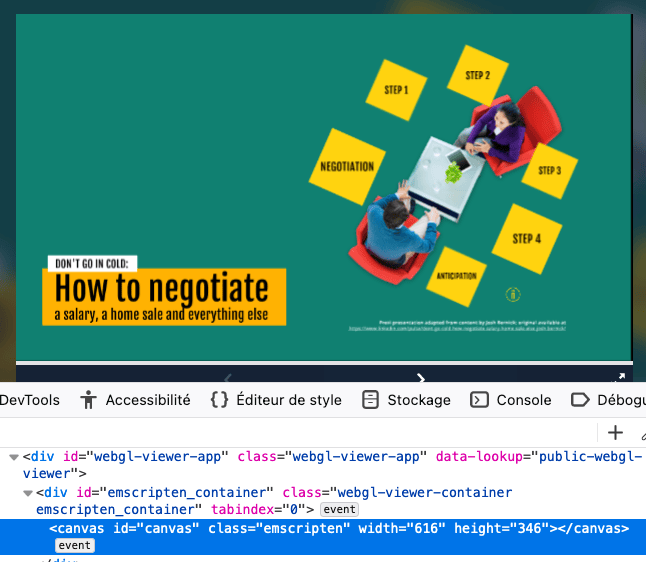 STEP 1
STEP 2
NEGOTIATION
STEP 3
STEP 4
ANTICIPATION
DON'T GO IN COLD:
How to negotiate
a salary, a home sale and everything else
Prezi presentation adapted from content by Josh Bernick; original available at
DevTools
Accessibilité
Éditeur de style
Stockage
Console
Débogu
<div id="webgl-viewer-app" class="webgl-viewer-app" data-lookup="public-webgl-
viewer">
<div id="emscripten_container" class="webgl-viewer-container
emscripten_container" tabindex="0"> event
<canvas id="canvas" class="emscripten" width="616" height="346"></canvas>
event